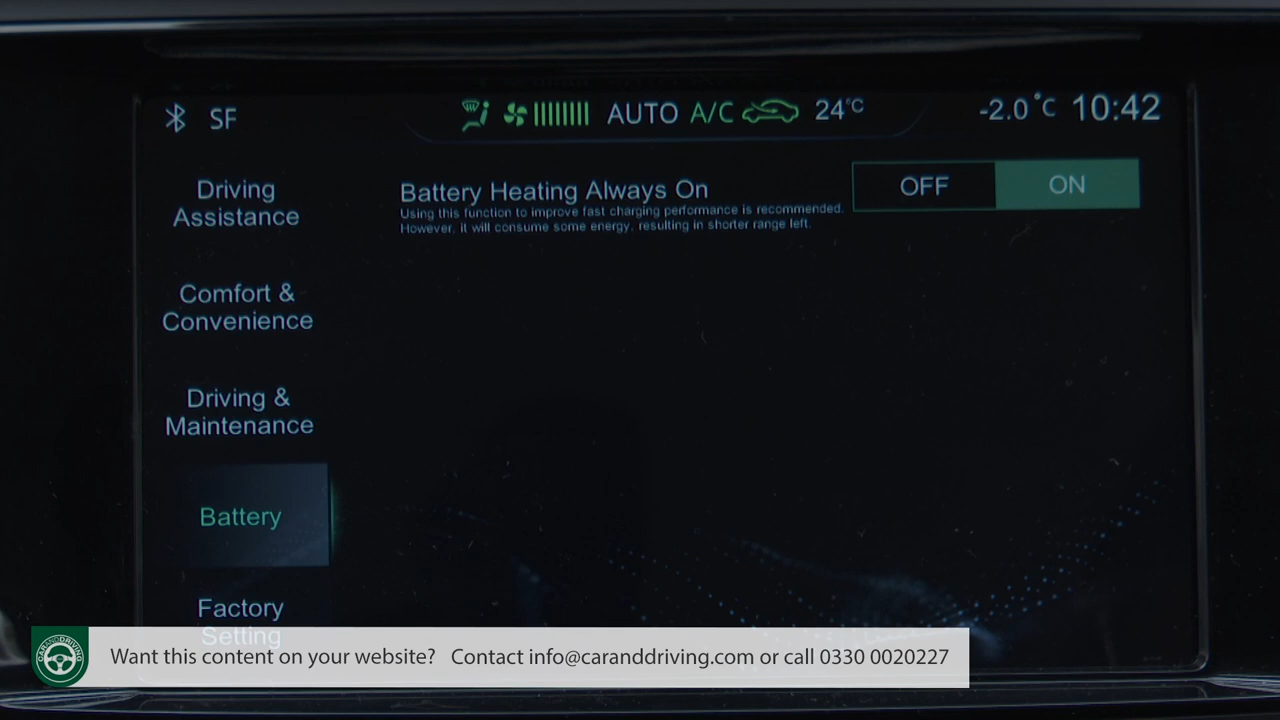 SF
AUTO A/C 24°C
-2.0°C 10:42
Driving
Assistance
Comfort &
Convenience
Driving &
Maintenance
Battery
Factory
Setting
Battery Heating Always On
Using this function to improve fast charging performance is recommended.
However, it will consume some energy, resulting in shorter range left.
OFF ON
CARANDDRIVING
Want this content on your website? Contact info@caranddriving.com or call 0330 0020227